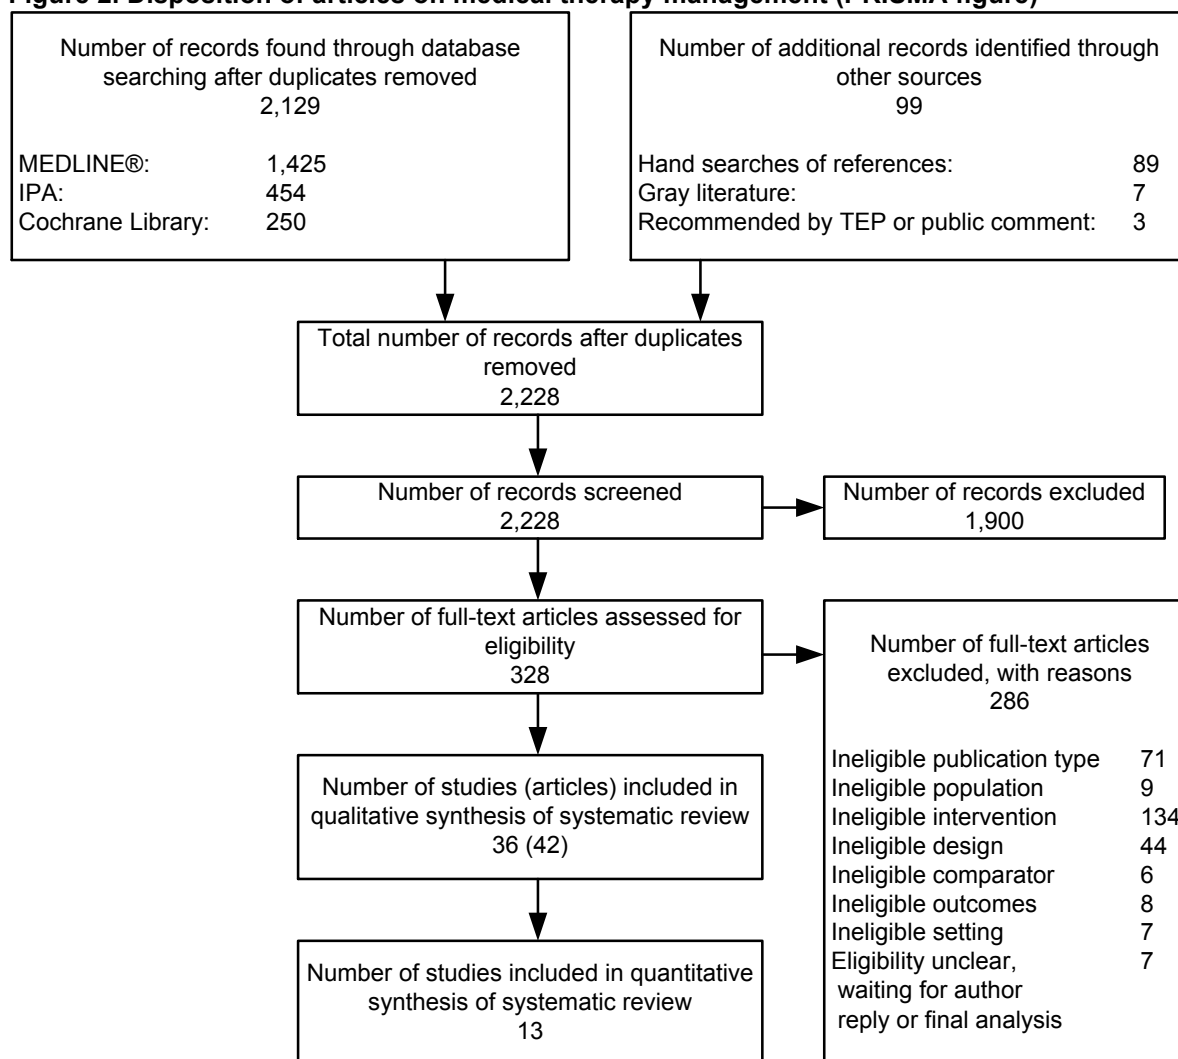 Figure 2. Disposition of articles on medical therapy management (PRISMA figure)
Number of records found through database
searching after duplicates removed
2,129
MEDLINE®: 1,425
IPA: 454
Cochrane Library: 250
Number of additional records identified through
other sources
99
Hand searches of references: 89
Gray literature: 7
Recommended by TEP or public comment: 3
Total number of records after duplicates
removed
2,228
Number of records screened
2,228
Number of records excluded
1,900
Number of full-text articles assessed for
eligibility
328
Number of full-text articles
excluded, with reasons
286
Ineligible publication type 71
Ineligible population 9
Ineligible intervention 134
Ineligible design 44
Ineligible comparator 6
Ineligible outcomes 8
Ineligible setting 7
Eligibility unclear, 7
waiting for author
reply or final analysis
Number of studies (articles) included in
qualitative synthesis of systematic review
36 (42)
Number of studies included in quantitative
synthesis of systematic review
13